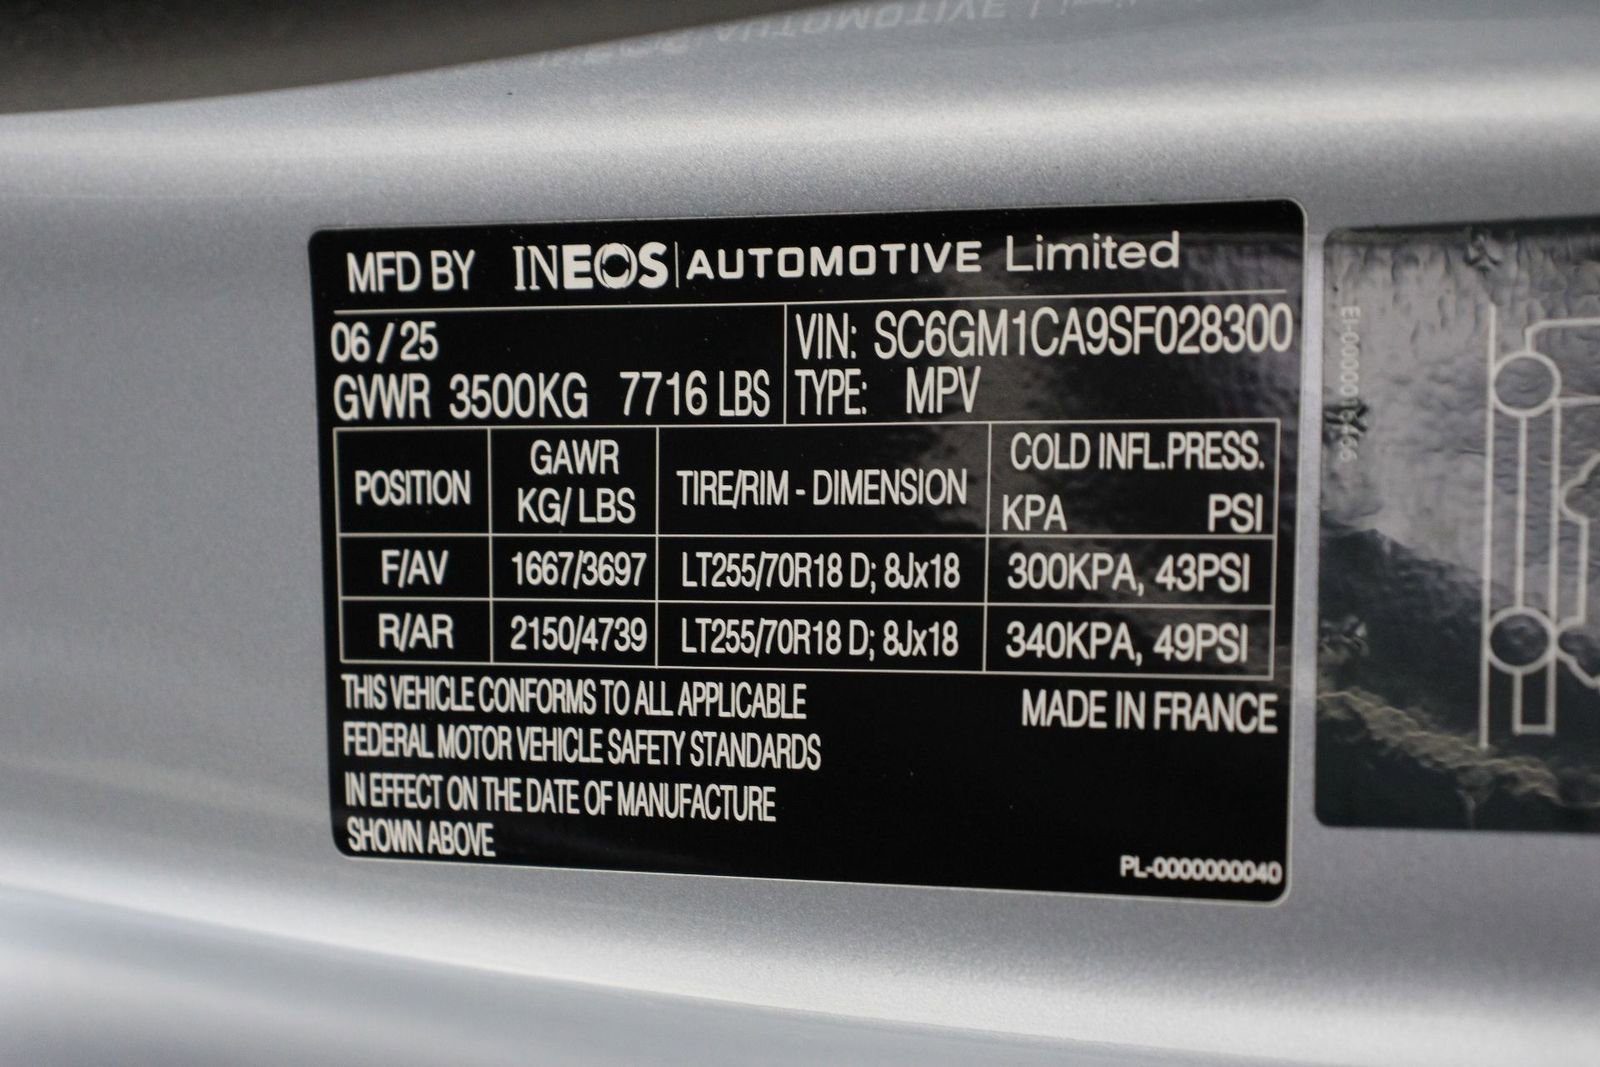 MFD BY INEOS | AUTOMOTIVE Limited
06 / 25
GVWR 3500KG 7716 LBS
VIN: SC6GM1CA9SF028300
TYPE: MPV
POSITION GAWR KG/ LBS TIRE/RIM - DIMENSION COLD INFL.PRESS. KPA PSI
F/AV 1667/3697 LT255/70R18 D; 8Jx18 300KPA, 43PSI
R/AR 2150/4739 LT255/70R18 D; 8Jx18 340KPA, 49PSI
THIS VEHICLE CONFORMS TO ALL APPLICABLE
FEDERAL MOTOR VEHICLE SAFETY STANDARDS
IN EFFECT ON THE DATE OF MANUFACTURE
SHOWN ABOVE
MADE IN FRANCE
PL-0000000040